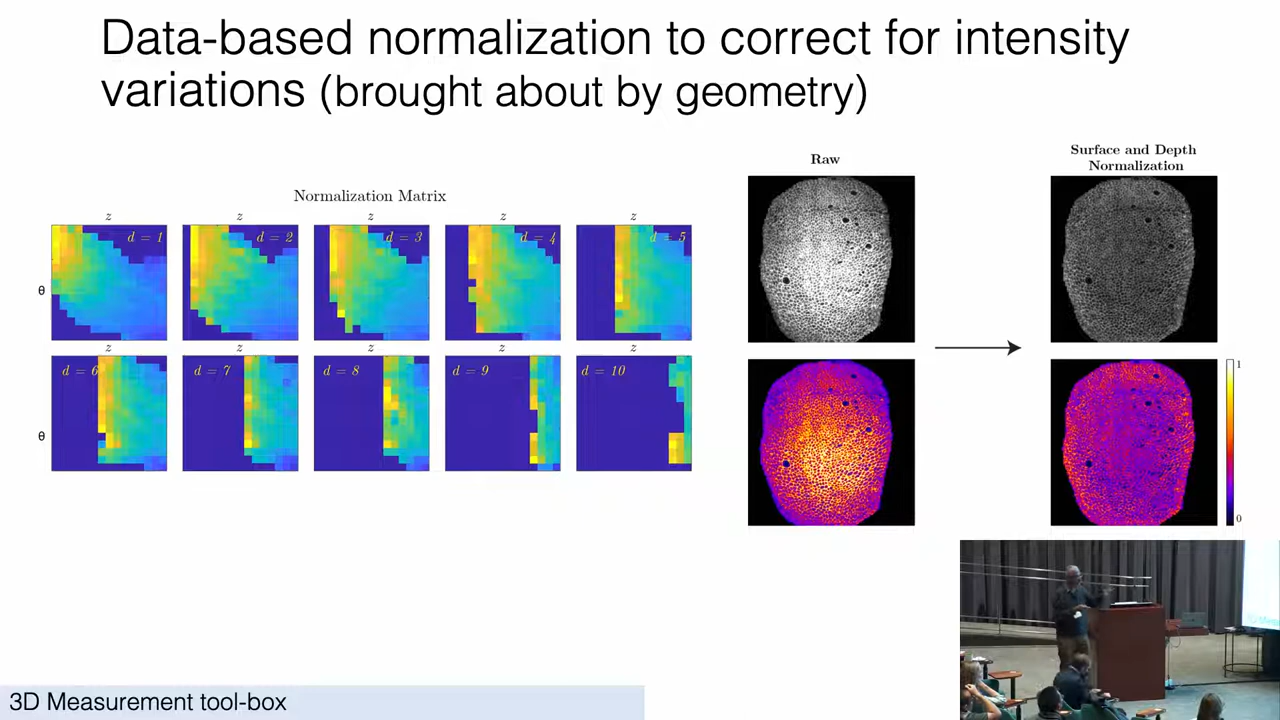 Data-based normalization to correct for intensity
variations (brought about by geometry)
Normalization Matrix
z z z z z
d = 1 d = 2 d = 3 d = 4 d = 5
θ
z z z z z
d = 6 d = 7 d = 8 d = 9 d = 10
θ
Raw
Surface and Depth
Normalization
1
0
3D Measurement tool-box